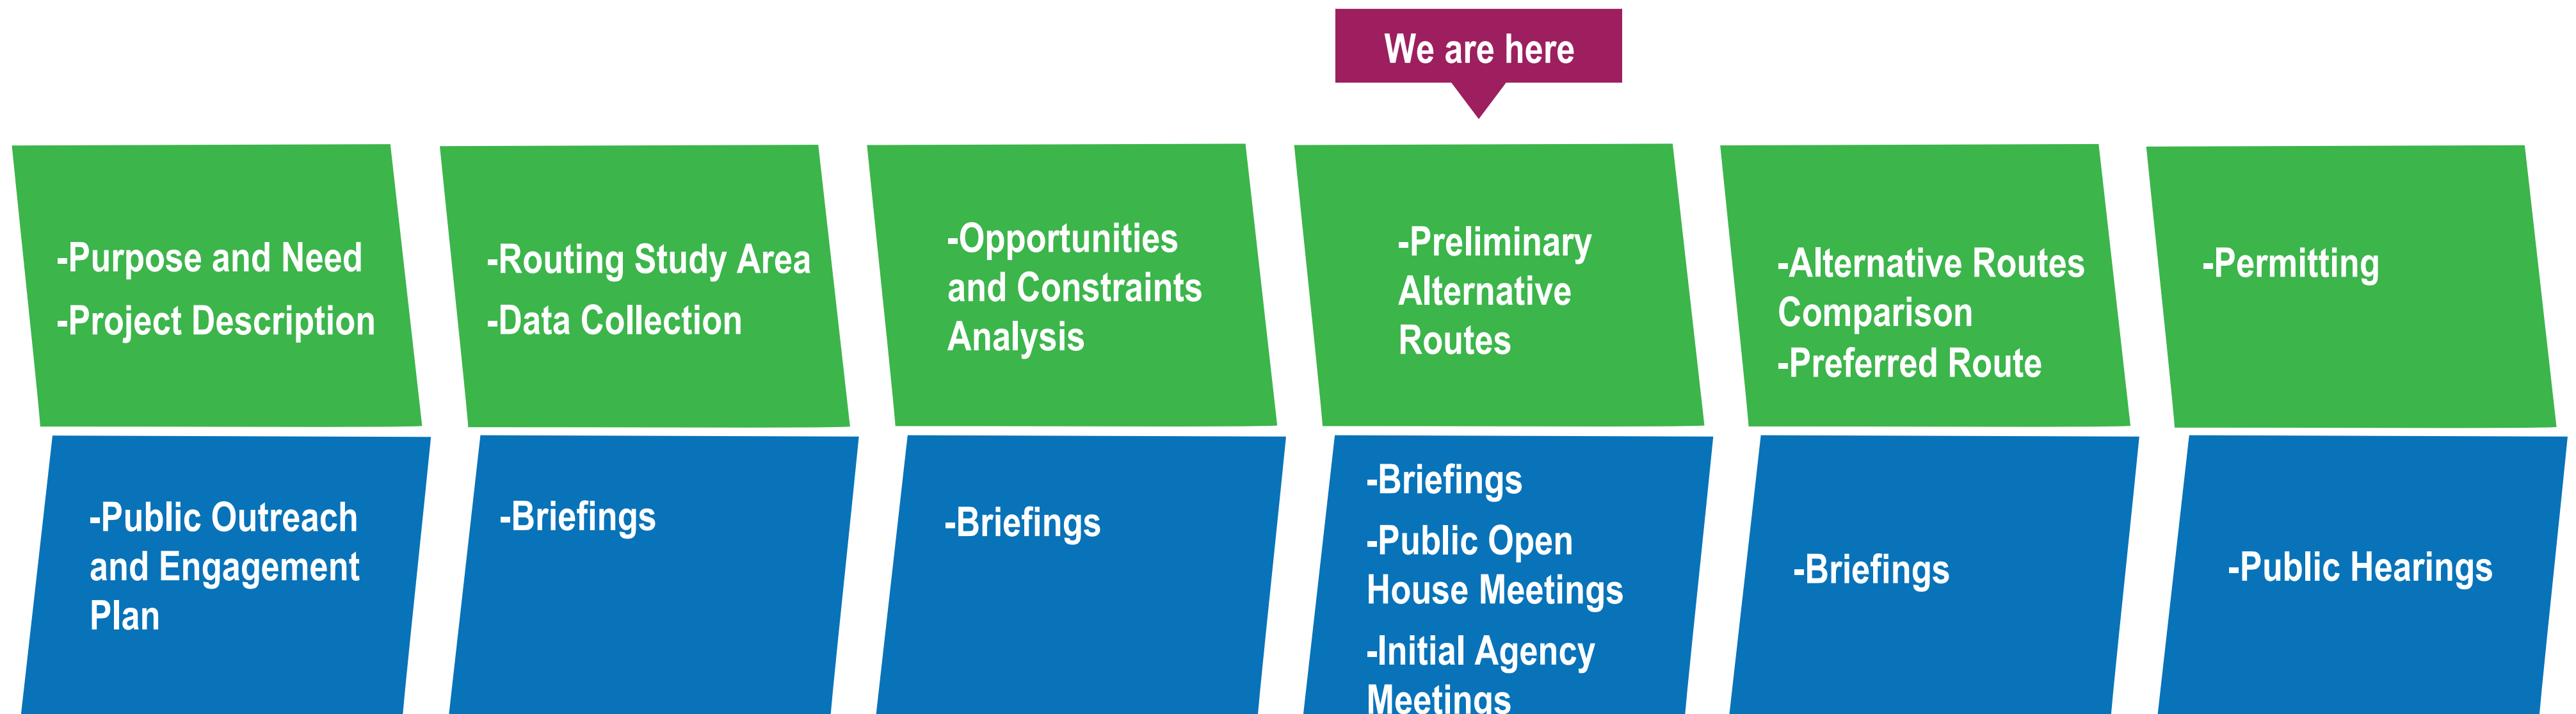 We are here
-Purpose and Need
-Project Description
-Routing Study Area
-Data Collection
-Opportunities
and Constraints
Analysis
-Preliminary
Alternative
Routes
-Alternative Routes
Comparison
-Preferred Route
-Permitting
-Public Outreach
and Engagement
Plan
-Briefings
-Briefings
-Briefings
-Public Open
House Meetings
-Initial Agency
Meetings
-Briefings
-Public Hearings